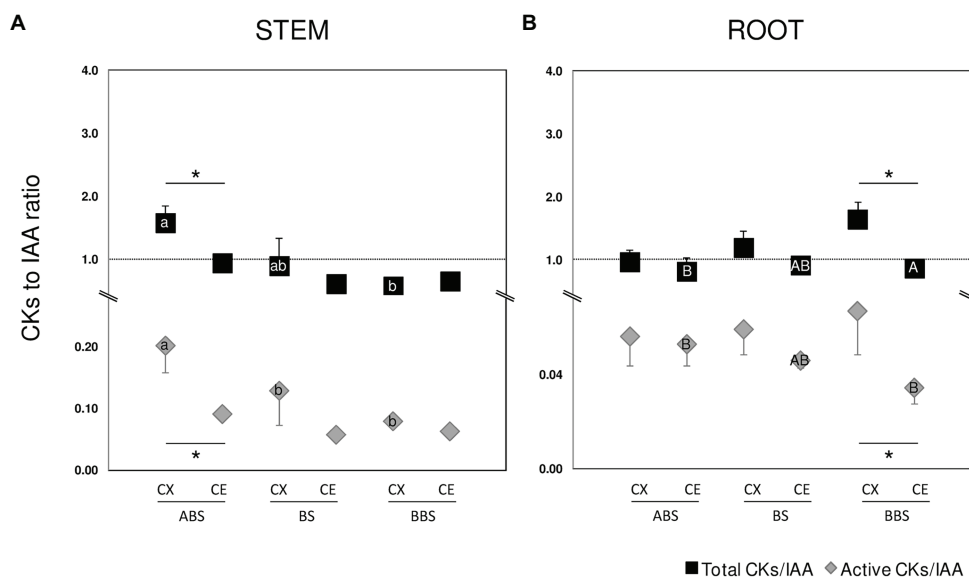 A
STEM
B
ROOT
CKs to IAA ratio
4.0
3.0
2.0
1.0
0.20
0.10
0.00
*
a
ab
b
a
b
b
*
CX CE CX CE CX CE
ABS BS BBS
4.0
3.0
2.0
1.0
0.04
0.00
*
B
AB
A
B
AB
B
*
CX CE CX CE CX CE
ABS BS BBS
Total CKs/IAA Active CKs/IAA